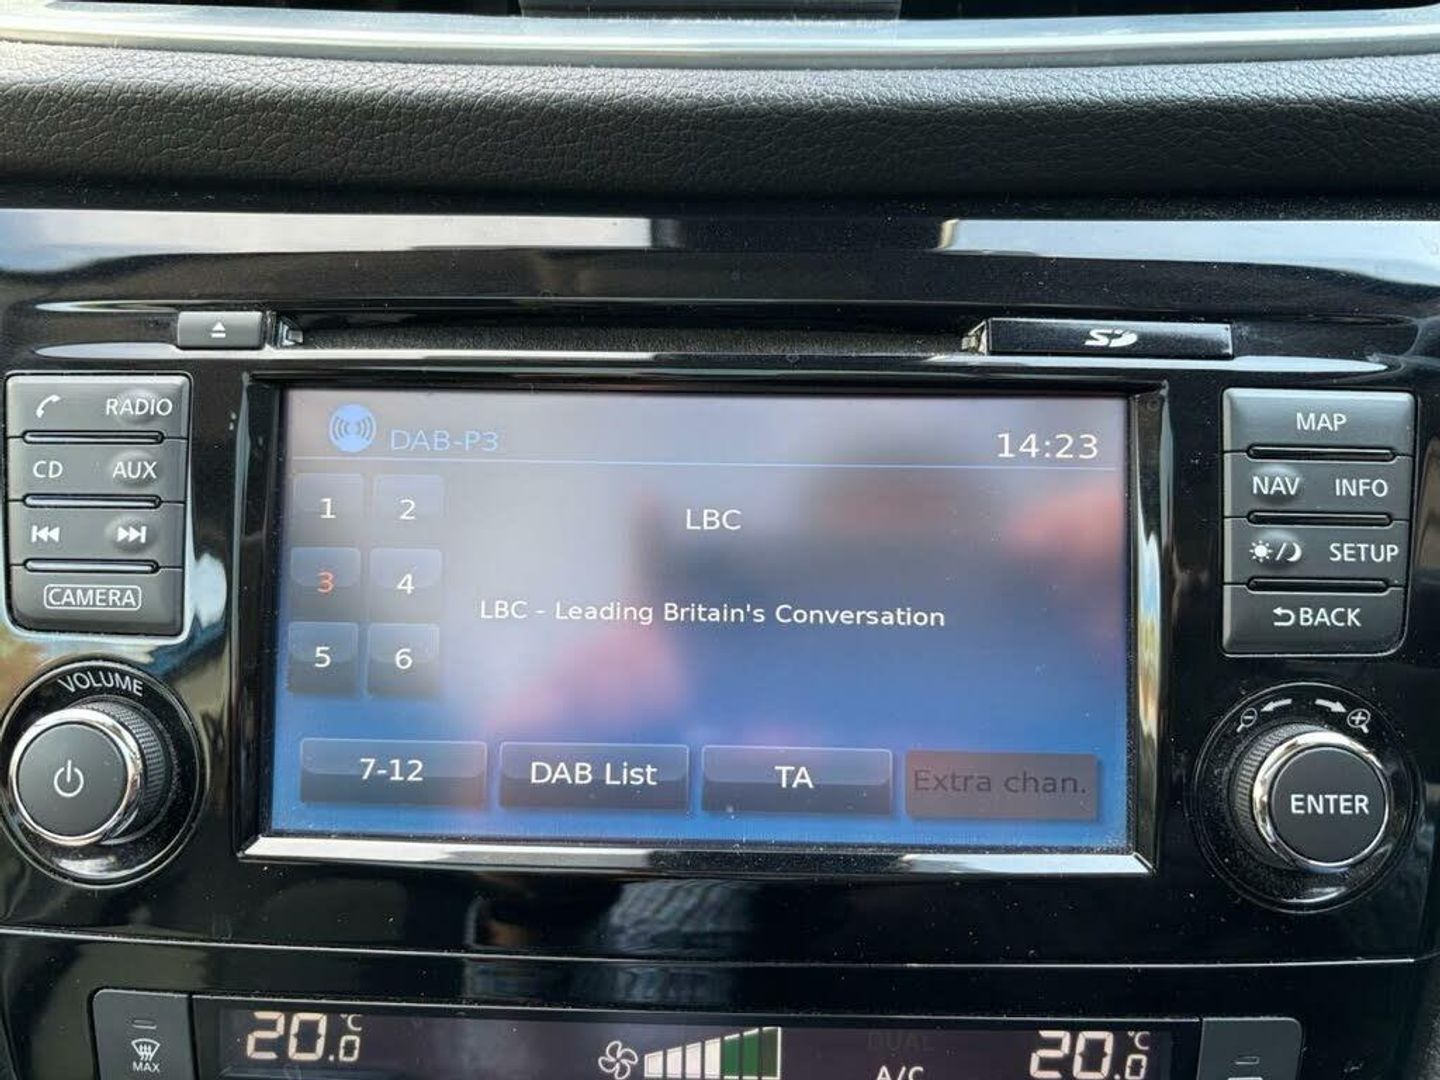 SD
RADIO
CD AUX
CAMERA
VOLUME
DAB-P3
14:23
1 2
3 4
5 6
LBC
LBC - Leading Britain's Conversation
7-12 DAB List TA Extra chan.
MAP
NAV INFO
SETUP
BACK
ENTER
MAX
20.0 °C
DUAL
A/C
20.0 °C